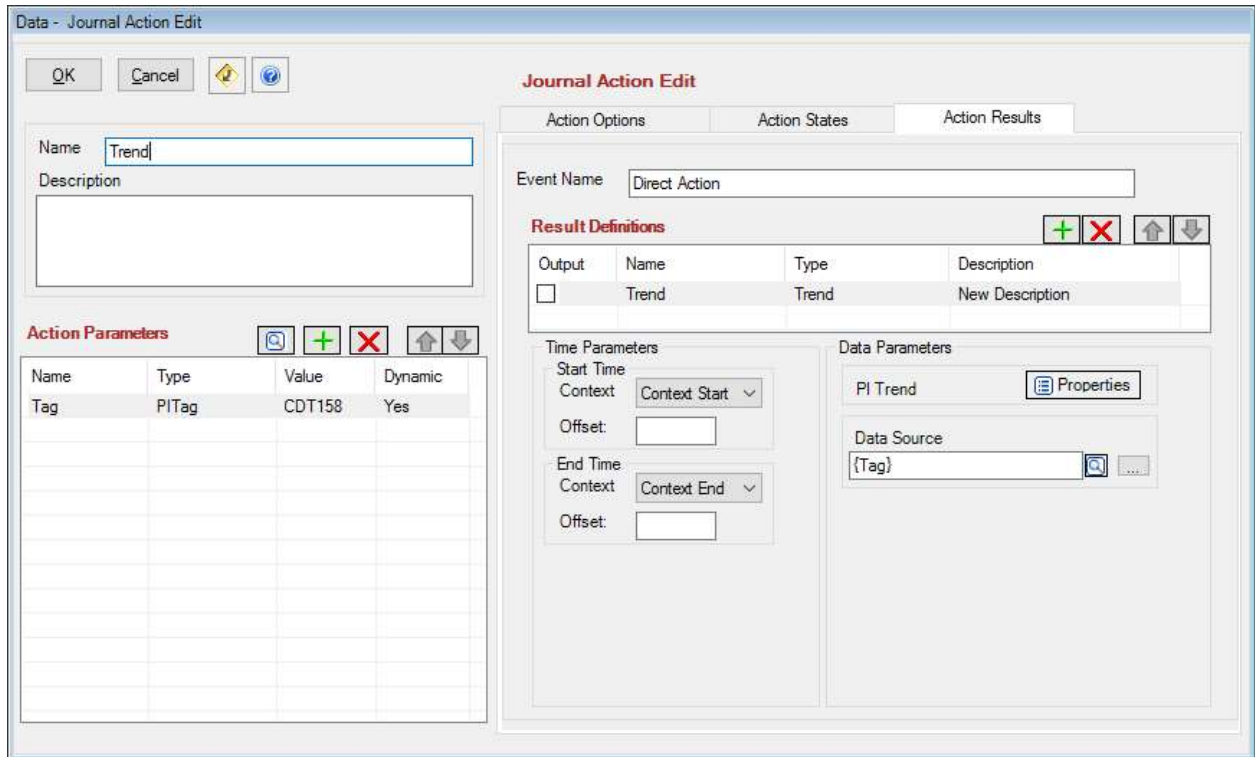 Data - Journal Action Edit
OK Cancel
Journal Action Edit
Action Options Action States Action Results
Name Trend
Description
Event Name Direct Action
Result Definitions
Output Name Type Description
Trend Trend New Description
Action Parameters
Name Type Value Dynamic
Tag PITag CDT158 Yes
Time Parameters
Start Time
Context Context Start
Offset:
End Time
Context Context End
Offset:
Data Parameters
PI Trend Properties
Data Source
{Tag} ...